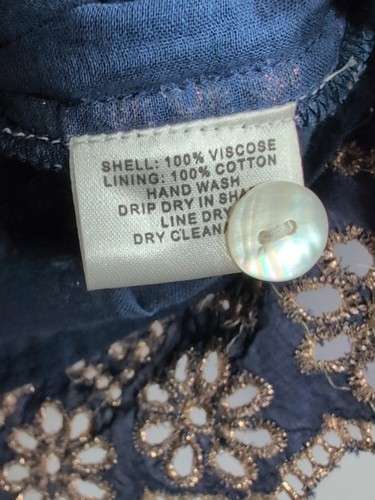 SHELL: 100% VISCOSE
LINING: 100% COTTON
HAND WASH
DRIP DRY IN
LINE DRY
DRY